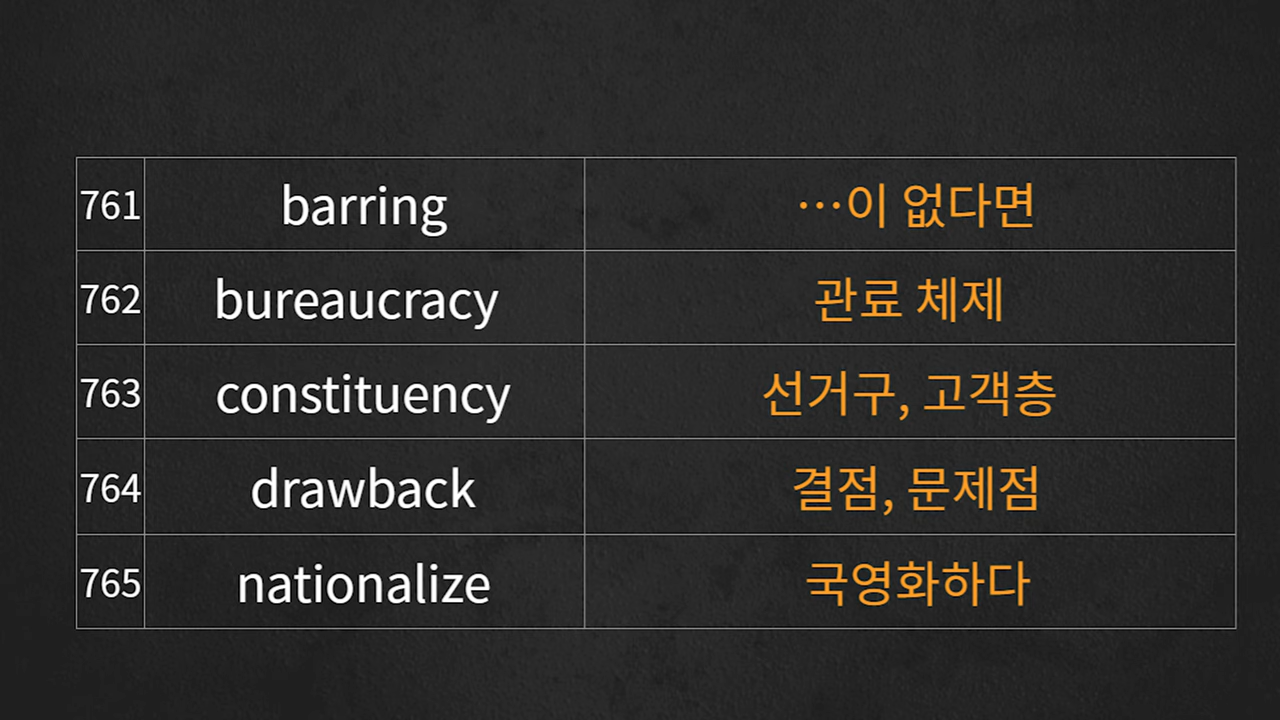 761 barring …이 없다면
762 bureaucracy 관료 체제
763 constituency 선거구, 고객층
764 drawback 결점, 문제점
765 nationalize 국영화하다